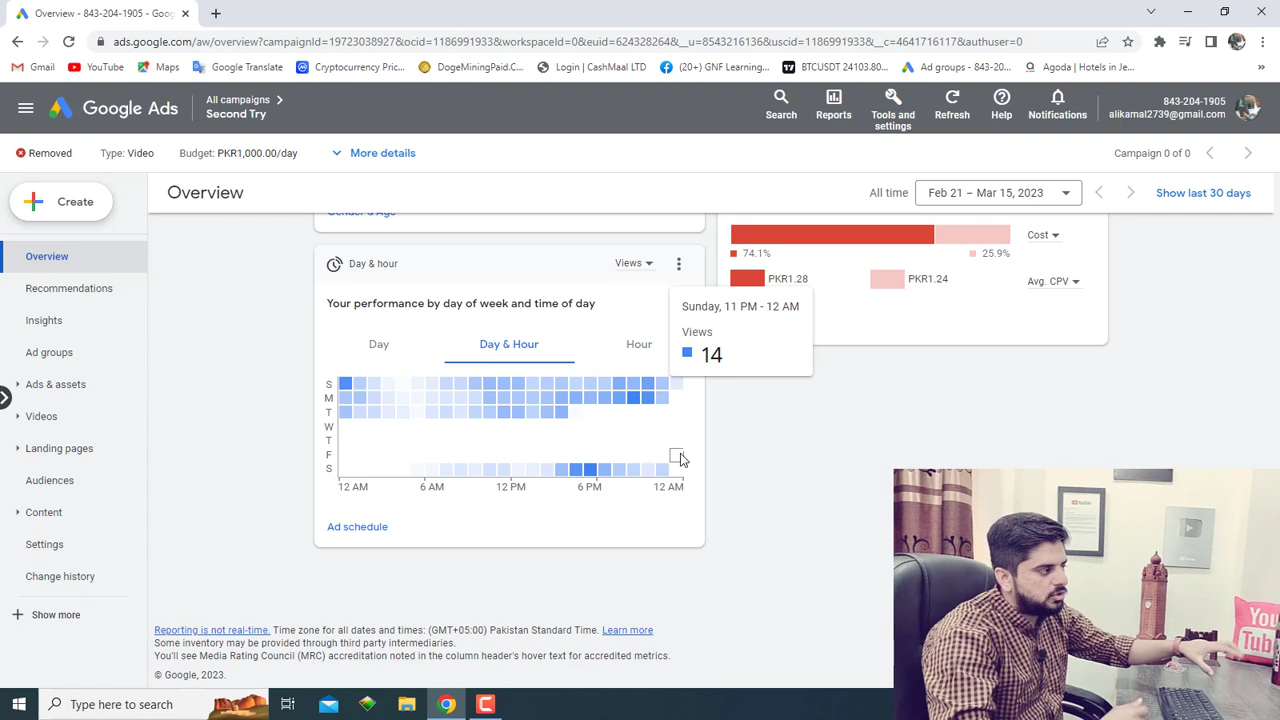 Overview - 843-204-1905 - Goog
ads.google.com/aw/overview?campaignId=19723038927&ocid=1186991933&workspaceId=0&euid=624328264&__u=8543216136&uscid=1186991933&__c=4641716117&authuser=0
Gmail YouTube Maps Google Translate Cryptocurrency Pric... DogeMiningPaid.C... Login | CashMaal LTD (20+) GNF Learning... BTCUSDT 24103.80... Ad groups - 843-20... Agoda | Hotels in Je...
Google Ads
All campaigns
Second Try
Search
Reports
Tools and settings
Refresh
Help
Notifications
843-204-1905
alikamal2739@gmail.com
Removed Type: Video Budget: PKR1,000.00/day More details
Campaign 0 of 0
Create
Overview
All time Feb 21 – Mar 15, 2023 Show last 30 days
Overview
Recommendations
Insights
Ad groups
Ads & assets
Videos
Landing pages
Audiences
Content
Settings
Change history
Show more
Gender & Age
Day & hour Views
Your performance by day of week and time of day
Day Day & Hour Hour
S
M
T
W
T
F
S
12 AM 6 AM 12 PM 6 PM 12 AM
Ad schedule
Sunday, 11 PM - 12 AM
Views
14
Cost
74.1% 25.9%
PKR1.28 PKR1.24 Avg. CPV
Reporting is not real-time. Time zone for all dates and times: (GMT+05:00) Pakistan Standard Time. Learn more
Some inventory may be provided through third party intermediaries.
You'll see Media Rating Council (MRC) accreditation noted in the column header's hover text for accredited metrics.
© Google, 2023.
Type here to search
You
Tub